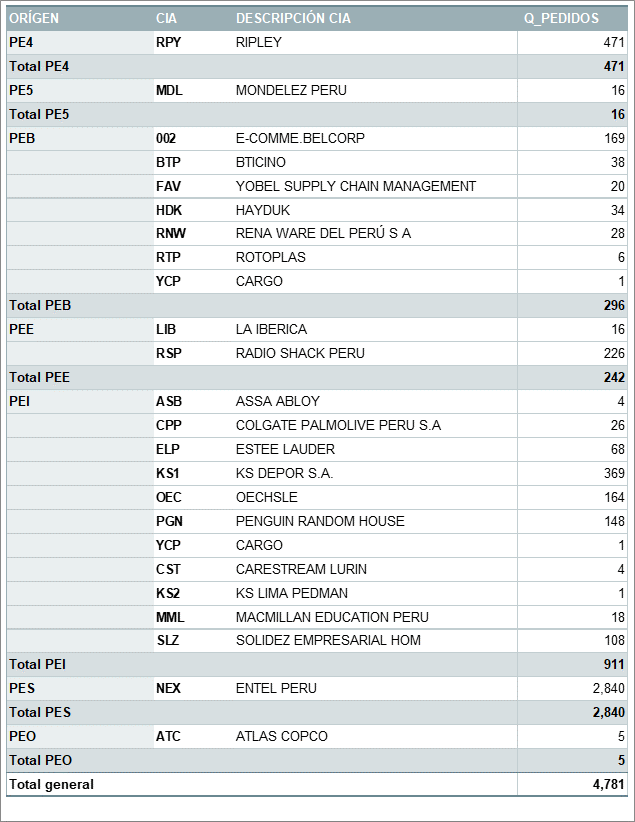 ORÍGEN CIA DESCRIPCIÓN CIA Q_PEDIDOS
PE4 RPY RIPLEY 471
Total PE4 471
PE5 MDL MONDELEZ PERU 16
Total PE5 16
PEB 002 E-COMME.BELCORP 169
BTP BTICINO 38
FAV YOBEL SUPPLY CHAIN MANAGEMENT 20
HDK HAYDUK 34
RNW RENA WARE DEL PERÚ S A 28
RTP ROTOPLAS 6
YCP CARGO 1
Total PEB 296
PEE LIB LA IBERICA 16
RSP RADIO SHACK PERU 226
Total PEE 242
PEI ASB ASSA ABLOY 4
CPP COLGATE PALMOLIVE PERU S.A 26
ELP ESTEE LAUDER 68
KS1 KS DEPOR S.A. 369
OEC OECHSLE 164
PGN PENGUIN RANDOM HOUSE 148
YCP CARGO 1
CST CARESTREAM LURIN 4
KS2 KS LIMA PEDMAN 1
MML MACMILLAN EDUCATION PERU 18
SLZ SOLIDEZ EMPRESARIAL HOM 108
Total PEI 911
PES NEX ENTEL PERU 2,840
Total PES 2,840
PEO ATC ATLAS COPCO 5
Total PEO 5
Total general 4,781